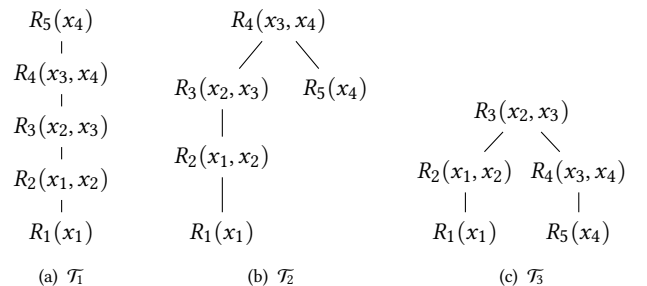 R₅(x₄)
R₄(x₃, x₄)
R₃(x₂, x₃)
R₂(x₁, x₂)
R₁(x₁)
(a) 𝒯₁
R₄(x₃, x₄)
R₃(x₂, x₃) R₅(x₄)
R₂(x₁, x₂)
R₁(x₁)
(b) 𝒯₂
R₃(x₂, x₃)
R₂(x₁, x₂) R₄(x₃, x₄)
R₁(x₁) R₅(x₄)
(c) 𝒯₃